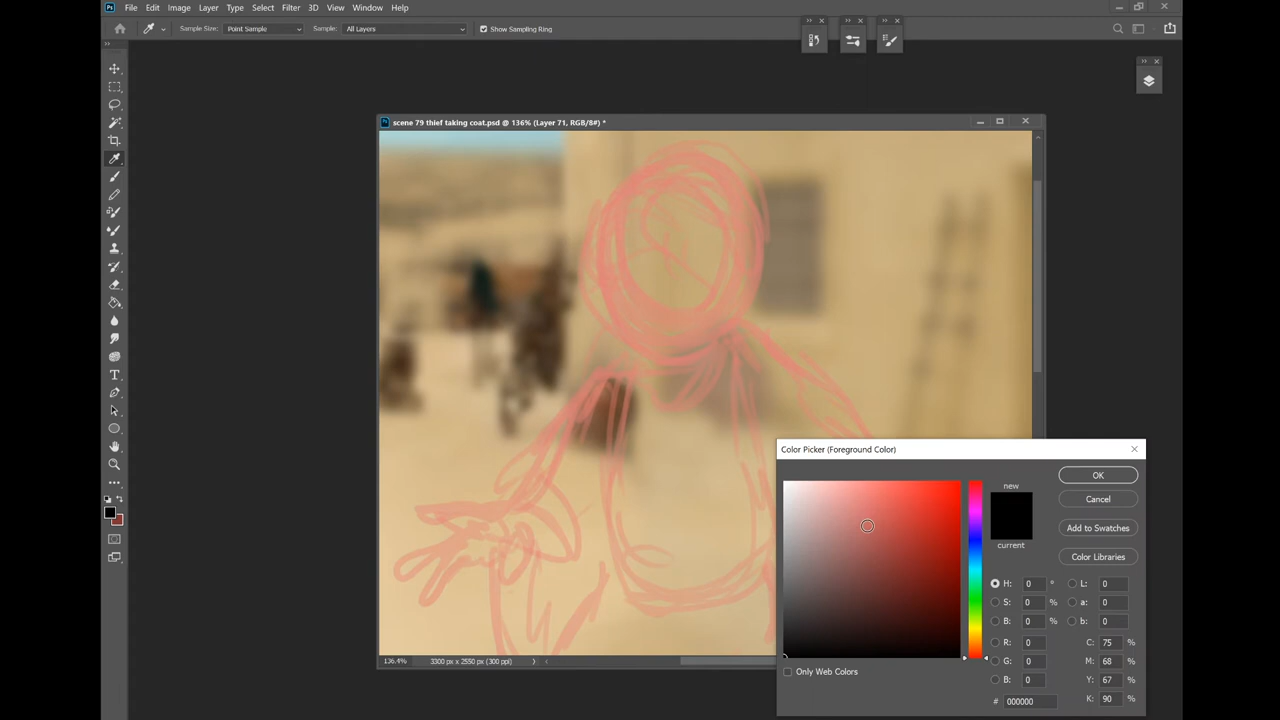 Ps File Edit Image Layer Type Select Filter 3D View Window Help
Sample Size: Point Sample Sample: All Layers Show Sampling Ring
Ps scene 79 thief taking coat.psd @ 136% (Layer 71, RGB/8#) *
T
136.4% 3300 px x 2550 px (300 ppi)
Color Picker (Foreground Color)
OK
new
Cancel
Add to Swatches
current
Color Libraries
H: 0 ° L: 0
S: 0 % a: 0
B: 0 % b: 0
R: 0 C: 75 %
G: 0 M: 68 %
B: 0 Y: 67 %
# 000000 K: 90 %
Only Web Colors